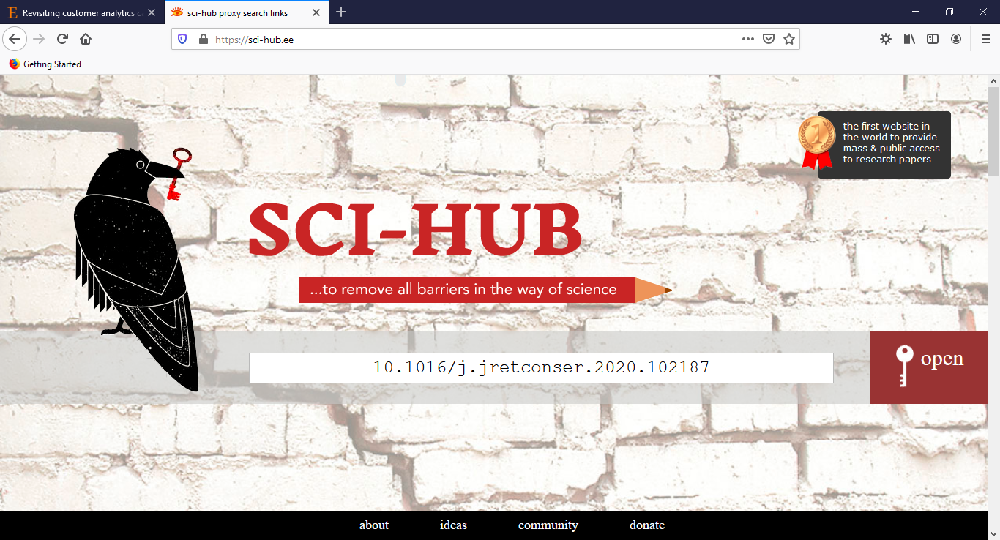 Revisiting customer analytics c
sci-hub proxy search links
https://sci-hub.ee
Getting Started
1
the first website in
the world to provide
mass & public access
to research papers
SCI-HUB
...to remove all barriers in the way of science
10.1016/j.jretconser.2020.102187
open
about
ideas
community
donate